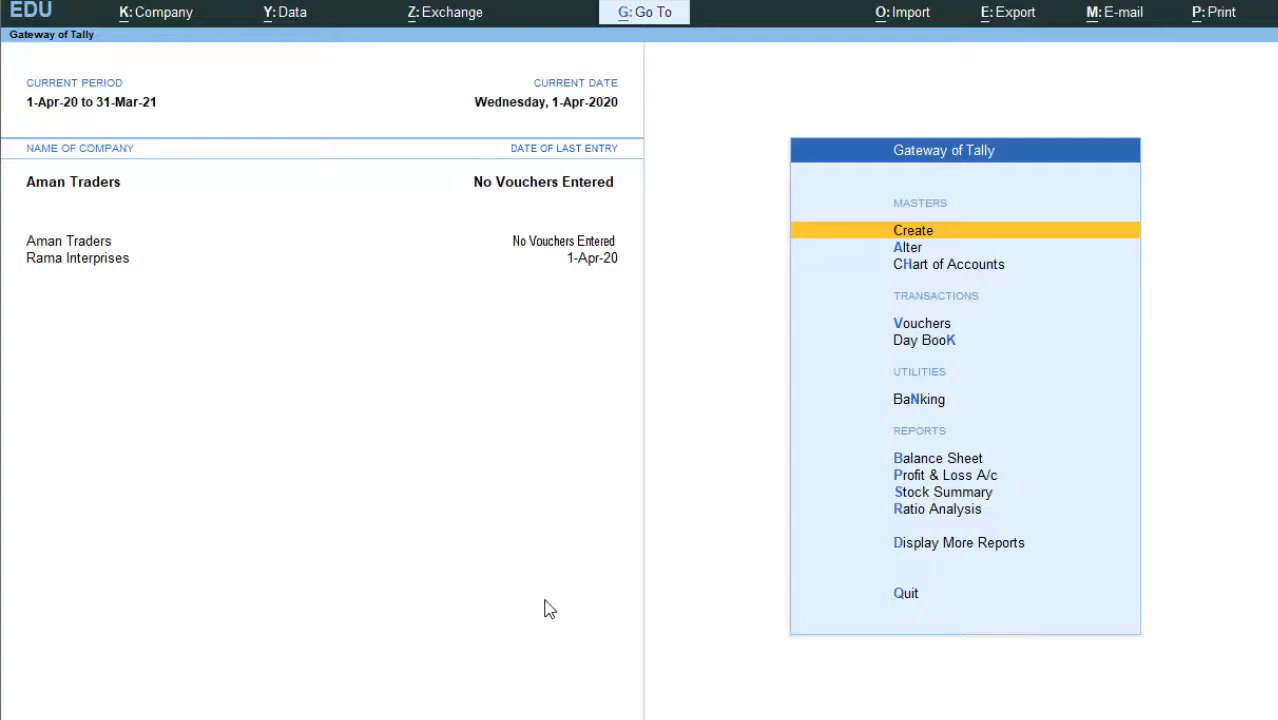 EDU K: Company Y: Data Z: Exchange G: Go To O: Import E: Export M: E-mail P: Print
Gateway of Tally
CURRENT PERIOD CURRENT DATE
1-Apr-20 to 31-Mar-21 Wednesday, 1-Apr-2020
NAME OF COMPANY DATE OF LAST ENTRY
Aman Traders No Vouchers Entered
Aman Traders No Vouchers Entered
Rama Interprises 1-Apr-20
Gateway of Tally
MASTERS
Create
Alter
CHart of Accounts
TRANSACTIONS
Vouchers
Day BooK
UTILITIES
BaNking
REPORTS
Balance Sheet
Profit & Loss A/c
Stock Summary
Ratio Analysis
Display More Reports
Quit